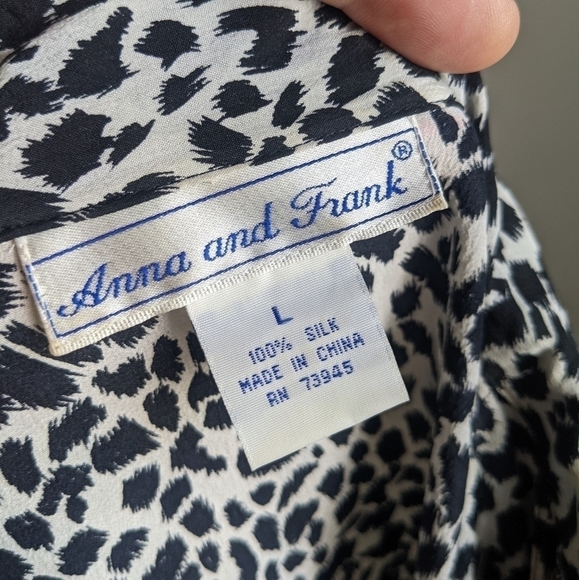 Anna and Frank®
L
100% SILK
MADE IN CHINA
RN 73945